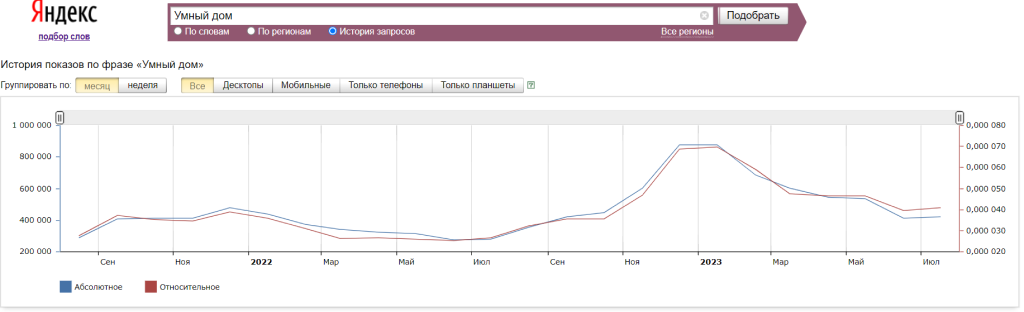 Яндекс
подбор слов
Умный дом
Подобрать
По словам По регионам История запросов Все регионы
История показов по фразе «Умный дом»
Группировать по: месяц неделя Все Десктопы Мобильные Только телефоны Только планшеты ?
1 000 000 0,000 080
0,000 070
800 000
0,000 060
600 000 0,000 050
0,000 040
400 000
0,000 030
200 000 0,000 020
Сен Ноя 2022 Мар Май Июл Сен Ноя 2023 Мар Май Июл
Абсолютное Относительное